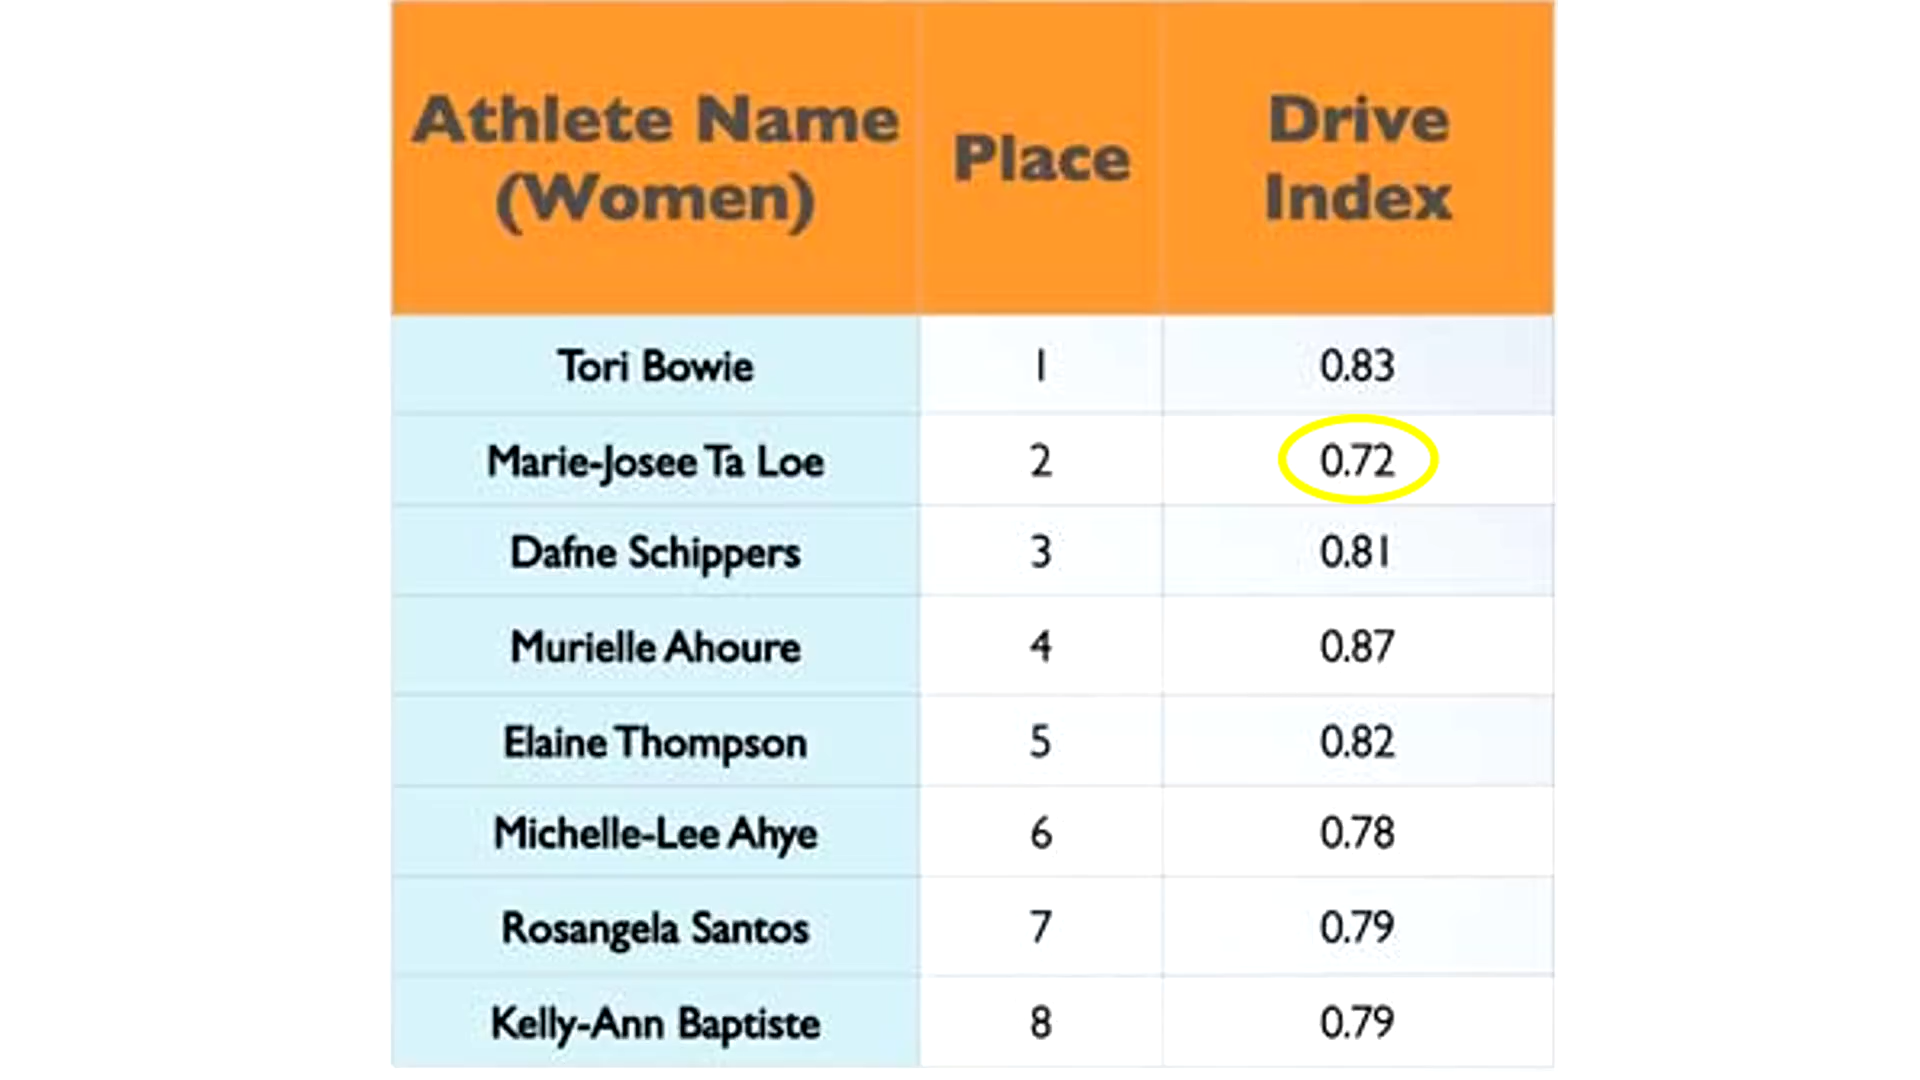 Athlete Name
(Women)
Place
Drive
Index
Tori Bowie 1 0.83
Marie-Josee Ta Loe 2 0.72
Dafne Schippers 3 0.81
Murielle Ahoure 4 0.87
Elaine Thompson 5 0.82
Michelle-Lee Ahye 6 0.78
Rosangela Santos 7 0.79
Kelly-Ann Baptiste 8 0.79